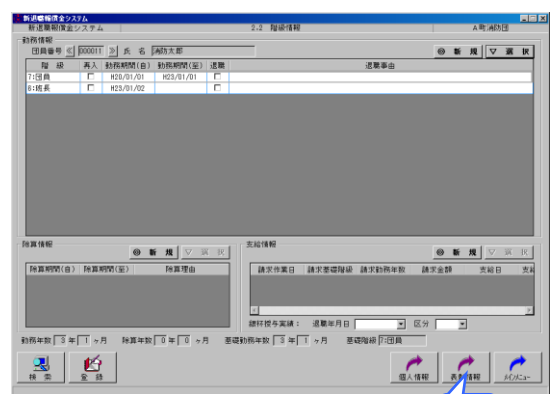 新退職報償金システム
新退職報償金システム 2.2 階級情報 A町消防団
勤務情報
団員番号 ≪ 000011 ≫ 氏 名 消防太郎 ◎ 新 規 ▽ 選 択
階 級 再入 勤務期間(自) 勤務期間(至) 退職 退職事由
7:団員 H20/01/01 H23/01/01
6:班長 H23/01/02
除算情報 ◎ 新 規 ▽ 選 択
除算期間(自) 除算期間(至) 除算理由
支給情報 ◎ 新 規 ▽ 選 択
請求作業日 請求基礎階級 請求勤務年数 請求金額 支給日 支給
銀杯授与実績: 退職年月日 区分
勤務年数 3 年 1 ヶ月 除算年数 0 年 0 ヶ月 基礎勤務年数 3 年 1 ヶ月 基礎階級 7:団員
検 索 登 録 個人情報 表彰情報 メインメニュー